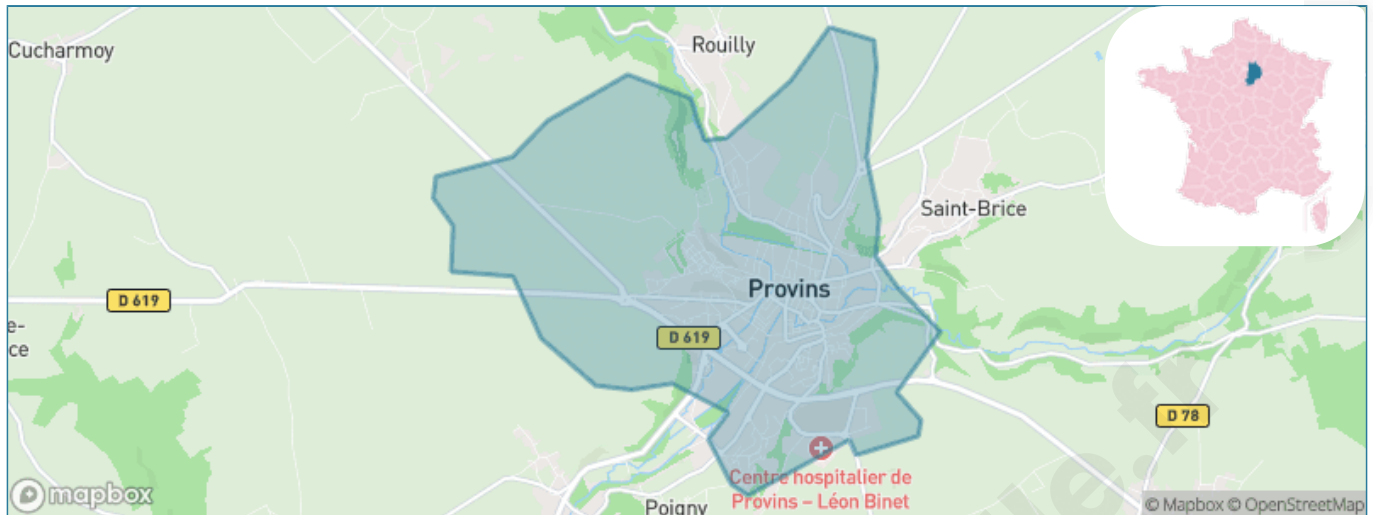 Cucharmoy
Rouilly
Saint-Brice
Provins
D 619
e-
ce
D 619
D 78
Centre hospitalier de
Provins – Léon Binet
Poigny
mapbox
© Mapbox © OpenStreetMap